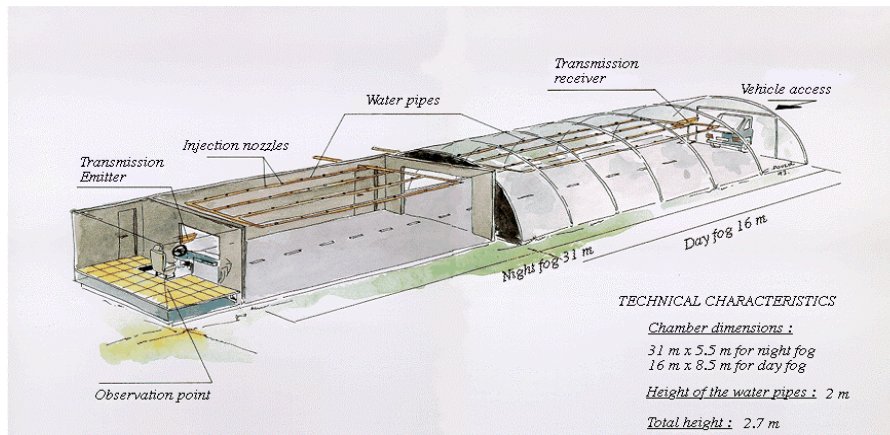 Transmission
receiver
Vehicle access
Water pipes
Injection nozzles
Transmission
Emitter
Day fog 16 m
Night fog 31 m
Observation point
TECHNICAL CHARACTERISTICS
Chamber dimensions :
31 m x 5.5 m for night fog
16 m x 8.5 m for day fog
Height of the water pipes : 2 m
Total height : 2.7 m